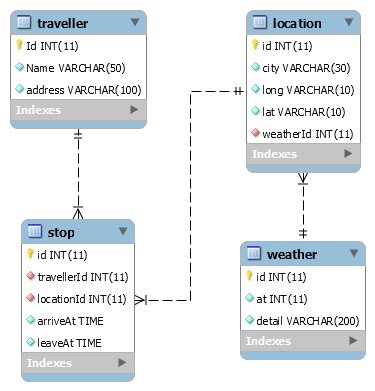 traveller
Id INT(11)
Name VARCHAR(50)
address VARCHAR(100)
Indexes
location
id INT(11)
city VARCHAR(30)
long VARCHAR(10)
lat VARCHAR(10)
weatherId INT(11)
Indexes
stop
id INT(11)
travellerId INT(11)
locationId INT(11)
arriveAt TIME
leaveAt TIME
Indexes
weather
id INT(11)
at INT(11)
detail VARCHAR(200)
Indexes